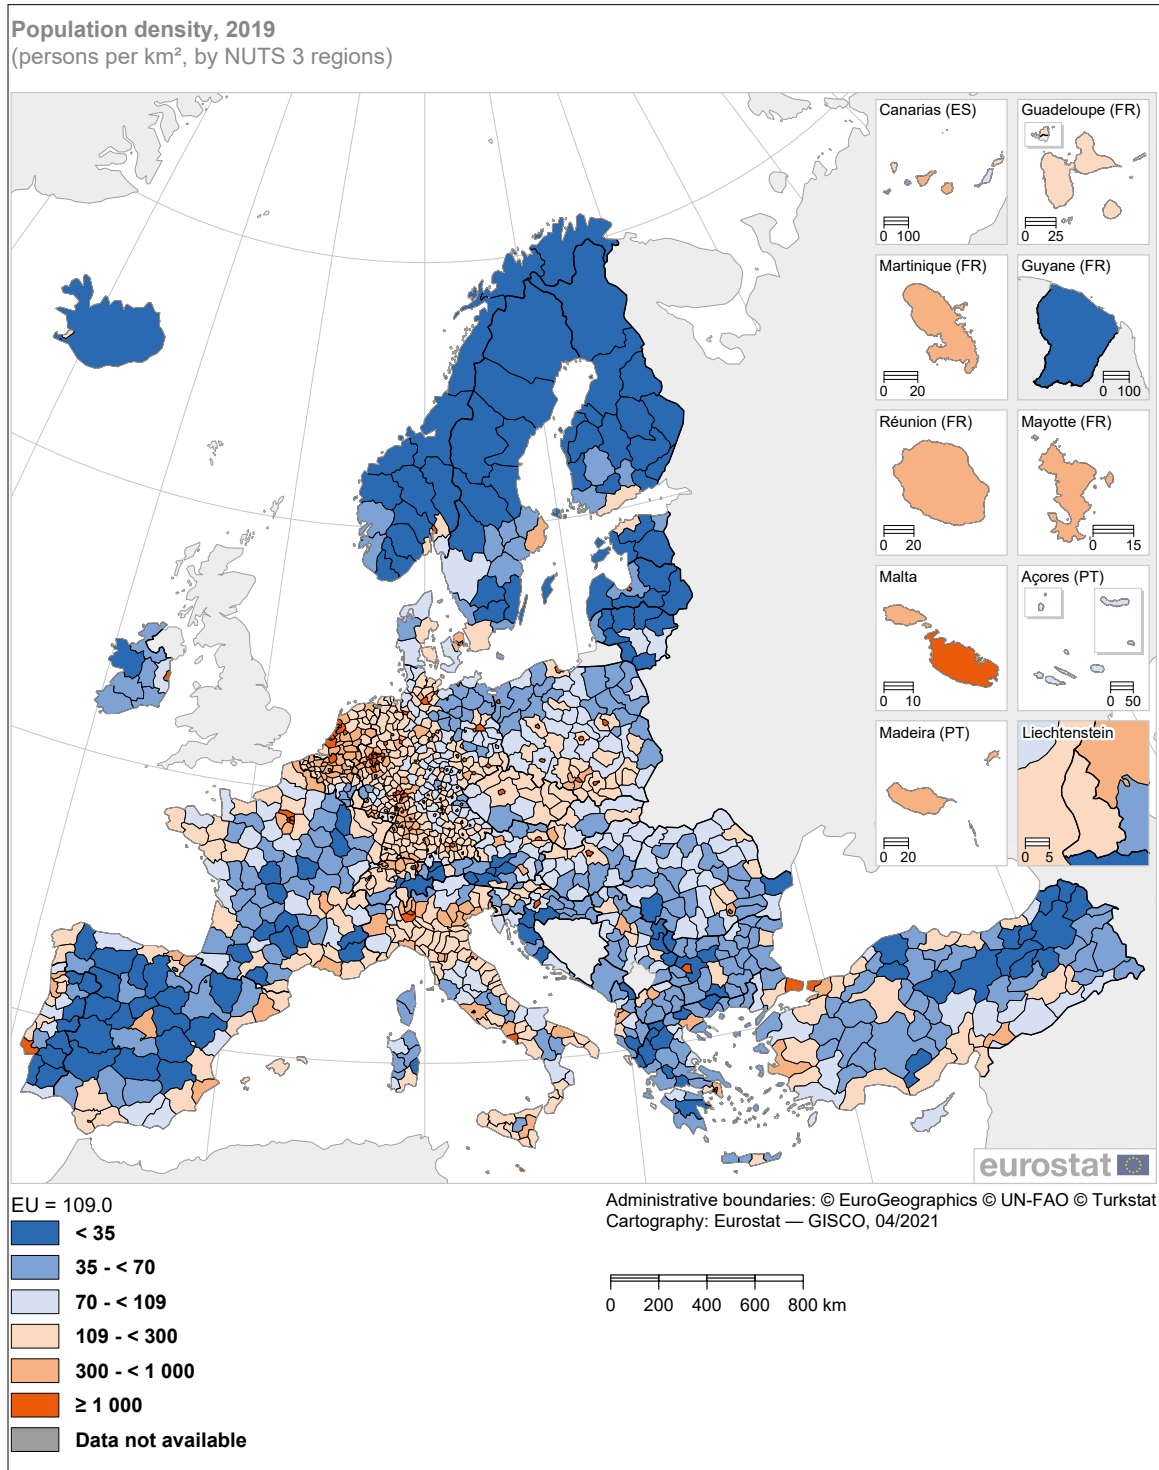 Population density, 2019
(persons per km², by NUTS 3 regions)
Canarias (ES)
0 100
Guadeloupe (FR)
0 25
Martinique (FR)
0 20
Guyane (FR)
0 100
Réunion (FR)
0 20
Mayotte (FR)
0 15
Malta
0 10
Açores (PT)
0 50
Madeira (PT)
0 20
Liechtenstein
0 5
eurostat
EU = 109.0
< 35
35 - < 70
70 - < 109
109 - < 300
300 - < 1 000
≥ 1 000
Data not available
Administrative boundaries: © EuroGeographics © UN-FAO © Turkstat
Cartography: Eurostat — GISCO, 04/2021
0 200 400 600 800 km